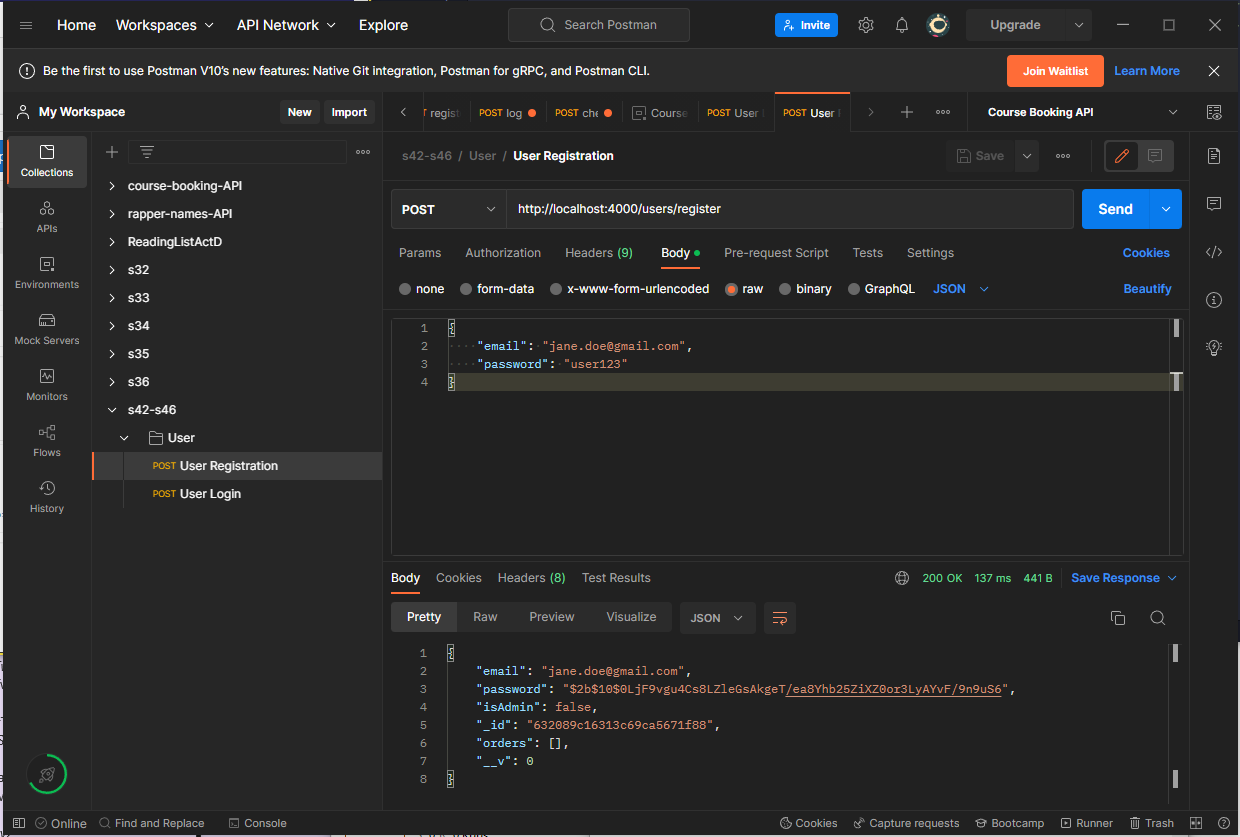 Home Workspaces API Network Explore Search Postman Invite Upgrade
Be the first to use Postman V10's new features: Native Git integration, Postman for gRPC, and Postman CLI. Join Waitlist Learn More
My Workspace New Import
regist POST log POST che Course POST User POST User Course Booking API
s42-s46 / User / User Registration Save
Collections
APIs
Environments
Mock Servers
Monitors
Flows
History
course-booking-API
rapper-names-API
ReadingListActD
s32
s33
s34
s35
s36
s42-s46
User
POST User Registration
POST User Login
POST http://localhost:4000/users/register Send
Params Authorization Headers (9) Body Pre-request Script Tests Settings Cookies
none form-data x-www-form-urlencoded raw binary GraphQL JSON Beautify
1 {
2 "email": "jane.doe@gmail.com",
3 "password": "user123"
4 }
Body Cookies Headers (8) Test Results 200 OK 137 ms 441 B Save Response
Pretty Raw Preview Visualize JSON
1 {
2 "email": "jane.doe@gmail.com",
3 "password": "$2b$10$0LjF9vgu4Cs8LZleGsAkgeT/ea8Yhb25ZiXZ0or3LyAYvF/9n9uS6",
4 "isAdmin": false,
5 "_id": "632089c16313c69ca5671f88",
6 "orders": [],
7 "__v": 0
8 }
Online Find and Replace Console Cookies Capture requests Bootcamp Runner Trash